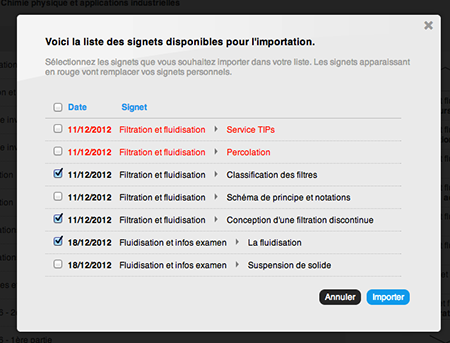 Chimie physique et applications industrielles
Voici la liste des signets disponibles pour l'importation.
Sélectionnez les signets que vous souhaitez importer dans votre liste. Les signets apparaissant
en rouge vont remplacer vos signets personnels.
Date Signet
11/12/2012 Filtration et fluidisation Service TIPs
11/12/2012 Filtration et fluidisation Percolation
11/12/2012 Filtration et fluidisation Classification des filtres
11/12/2012 Filtration et fluidisation Schéma de principe et notations
11/12/2012 Filtration et fluidisation Conception d'une filtration discontinue
18/12/2012 Fluidisation et infos examen La fluidisation
18/12/2012 Fluidisation et infos examen Suspension de solide
Annuler Importer
1ère partie